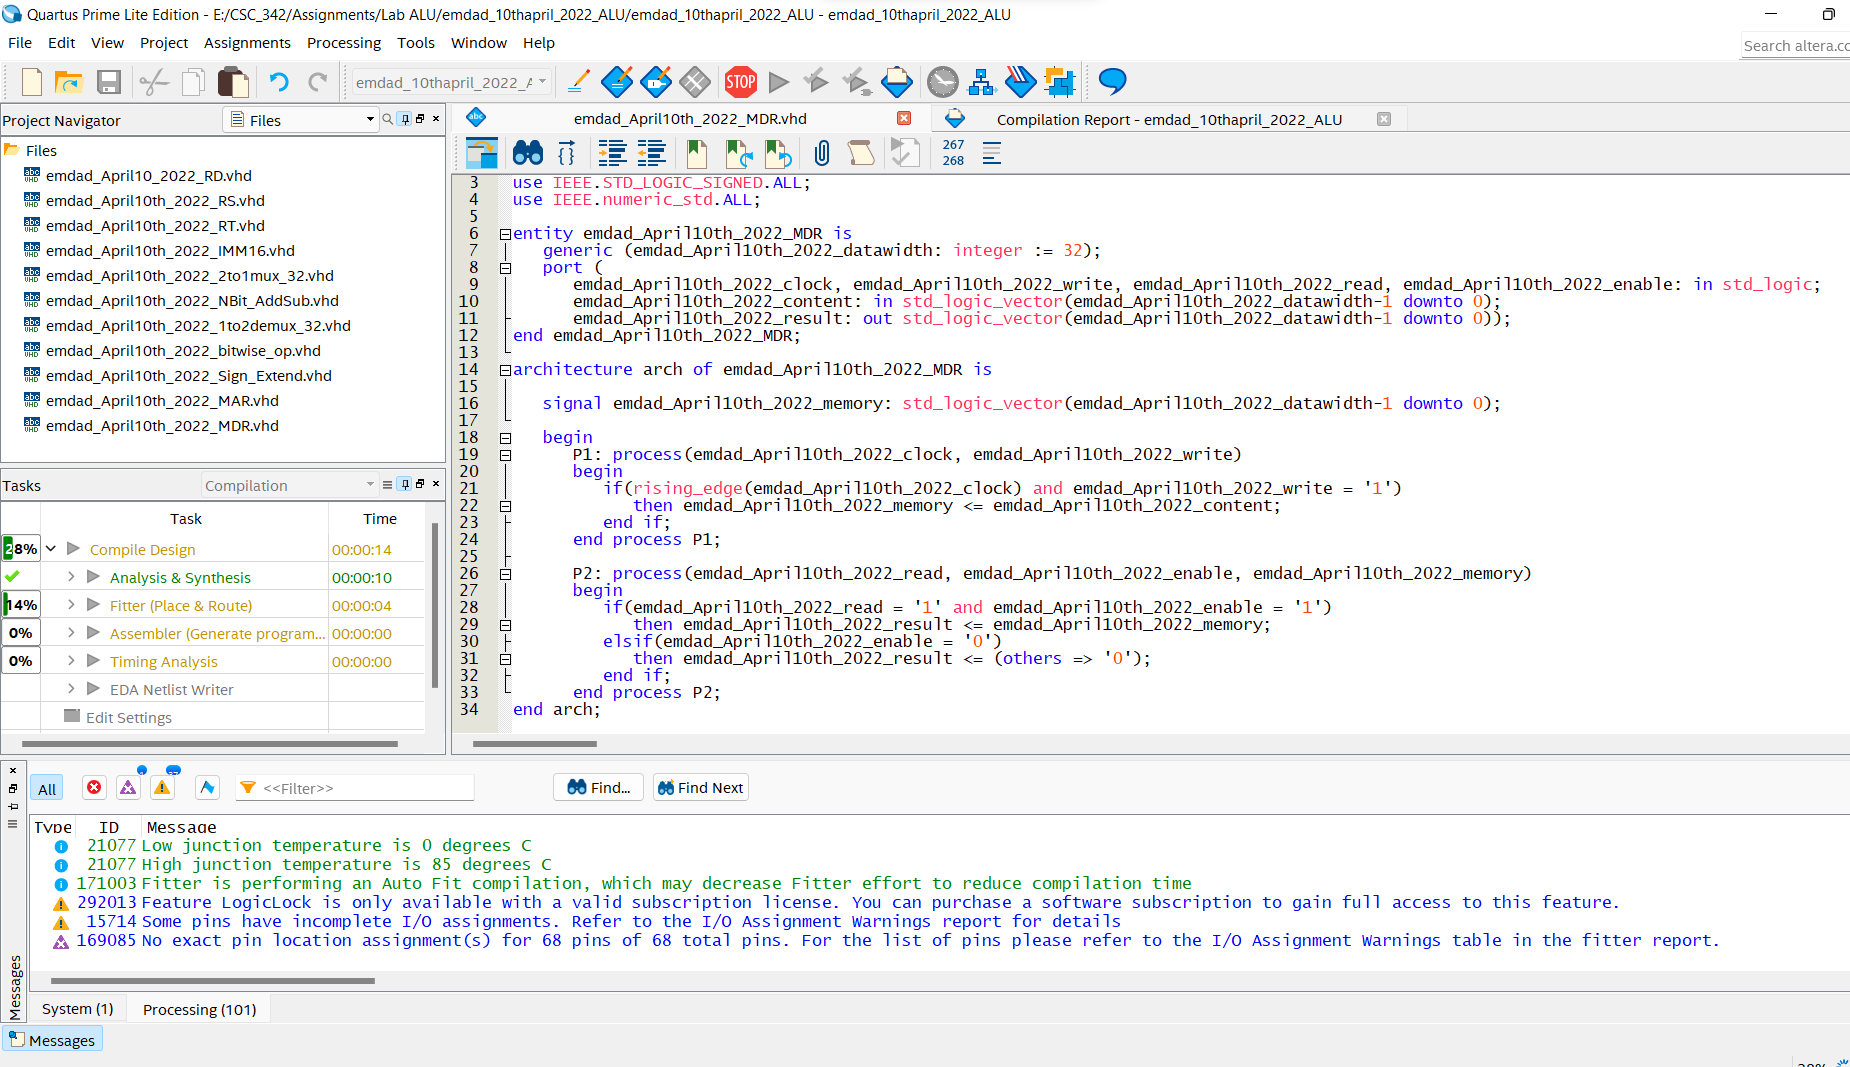 Quartus Prime Lite Edition - E:/CSC_342/Assignments/Lab ALU/emdad_10thapril_2022_ALU/emdad_10thapril_2022_ALU - emdad_10thapril_2022_ALU
File Edit View Project Assignments Processing Tools Window Help
Search altera.co
emdad_10thapril_2022_A
STOP
Project Navigator
Files
emdad_April10th_2022_MDR.vhd
Compilation Report - emdad_10thapril_2022_ALU
267
268
Files
emdad_April10_2022_RD.vhd
emdad_April10th_2022_RS.vhd
emdad_April10th_2022_RT.vhd
emdad_April10th_2022_IMM16.vhd
emdad_April10th_2022_2to1mux_32.vhd
emdad_April10th_2022_NBit_AddSub.vhd
emdad_April10th_2022_1to2demux_32.vhd
emdad_April10th_2022_bitwise_op.vhd
emdad_April10th_2022_Sign_Extend.vhd
emdad_April10th_2022_MAR.vhd
emdad_April10th_2022_MDR.vhd
3 use IEEE.STD_LOGIC_SIGNED.ALL;
4 use IEEE.numeric_std.ALL;
5
6 entity emdad_April10th_2022_MDR is
7 generic (emdad_April10th_2022_datawidth: integer := 32);
8 port (
9 emdad_April10th_2022_clock, emdad_April10th_2022_write, emdad_April10th_2022_read, emdad_April10th_2022_enable: in std_logic;
10 emdad_April10th_2022_content: in std_logic_vector(emdad_April10th_2022_datawidth-1 downto 0);
11 emdad_April10th_2022_result: out std_logic_vector(emdad_April10th_2022_datawidth-1 downto 0));
12 end emdad_April10th_2022_MDR;
13
14 architecture arch of emdad_April10th_2022_MDR is
15
16 signal emdad_April10th_2022_memory: std_logic_vector(emdad_April10th_2022_datawidth-1 downto 0);
17
18 begin
19 P1: process(emdad_April10th_2022_clock, emdad_April10th_2022_write)
20 begin
21 if(rising_edge(emdad_April10th_2022_clock) and emdad_April10th_2022_write = '1')
22 then emdad_April10th_2022_memory <= emdad_April10th_2022_content;
23 end if;
24 end process P1;
25
26 P2: process(emdad_April10th_2022_read, emdad_April10th_2022_enable, emdad_April10th_2022_memory)
27 begin
28 if(emdad_April10th_2022_read = '1' and emdad_April10th_2022_enable = '1')
29 then emdad_April10th_2022_result <= emdad_April10th_2022_memory;
30 elsif(emdad_April10th_2022_enable = '0')
31 then emdad_April10th_2022_result <= (others => '0');
32 end if;
33 end process P2;
34 end arch;
Tasks
Compilation
Task Time
28% Compile Design 00:00:14
Analysis & Synthesis 00:00:10
14% Fitter (Place & Route) 00:00:04
0% Assembler (Generate program... 00:00:00
0% Timing Analysis 00:00:00
EDA Netlist Writer
Edit Settings
All
<<Filter>>
Find...
Find Next
Type ID Message
21077 Low junction temperature is 0 degrees C
21077 High junction temperature is 85 degrees C
171003 Fitter is performing an Auto Fit compilation, which may decrease Fitter effort to reduce compilation time
292013 Feature LogicLock is only available with a valid subscription license. You can purchase a software subscription to gain full access to this feature.
15714 Some pins have incomplete I/O assignments. Refer to the I/O Assignment Warnings report for details
169085 No exact pin location assignment(s) for 68 pins of 68 total pins. For the list of pins please refer to the I/O Assignment Warnings table in the fitter report.
Messages
System (1)
Processing (101)
Messages